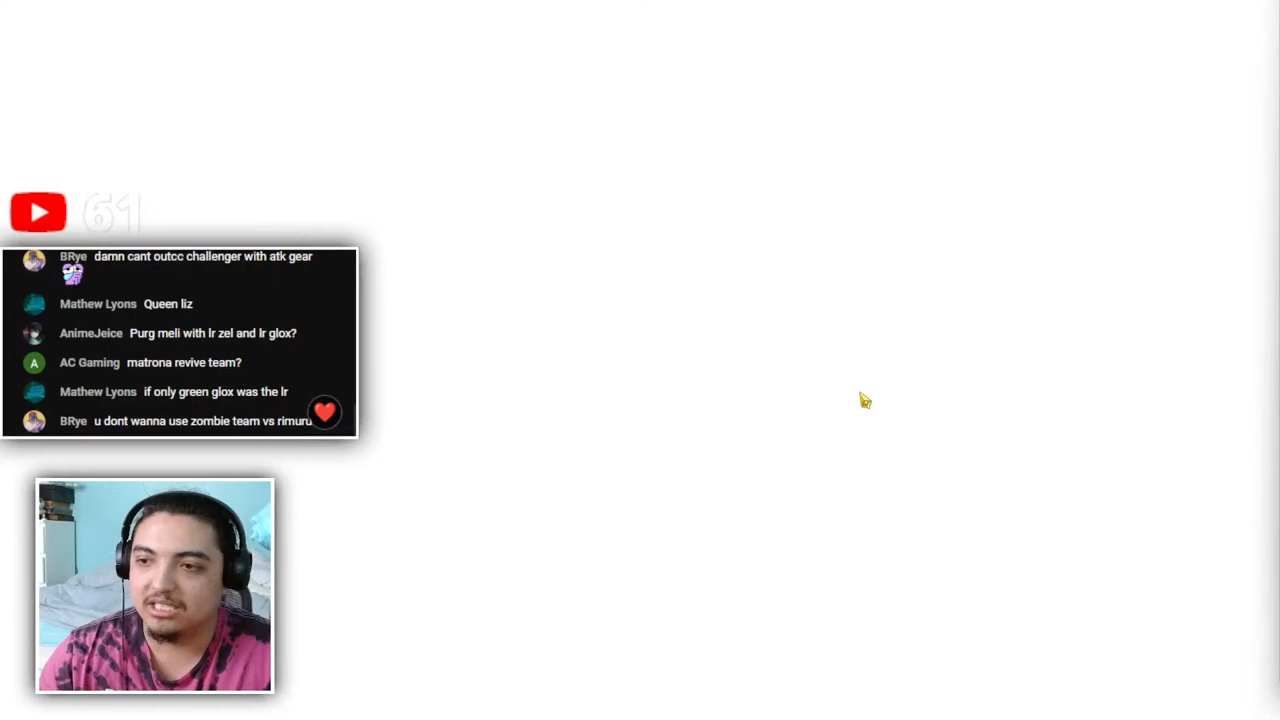 61
BRye damn cant outcc challenger with atk gear
Mathew Lyons Queen liz
AnimeJeice Purg meli with lr zel and lr glox?
A AC Gaming matrona revive team?
Mathew Lyons if only green glox was the lr
BRye u dont wanna use zombie team vs rimuru